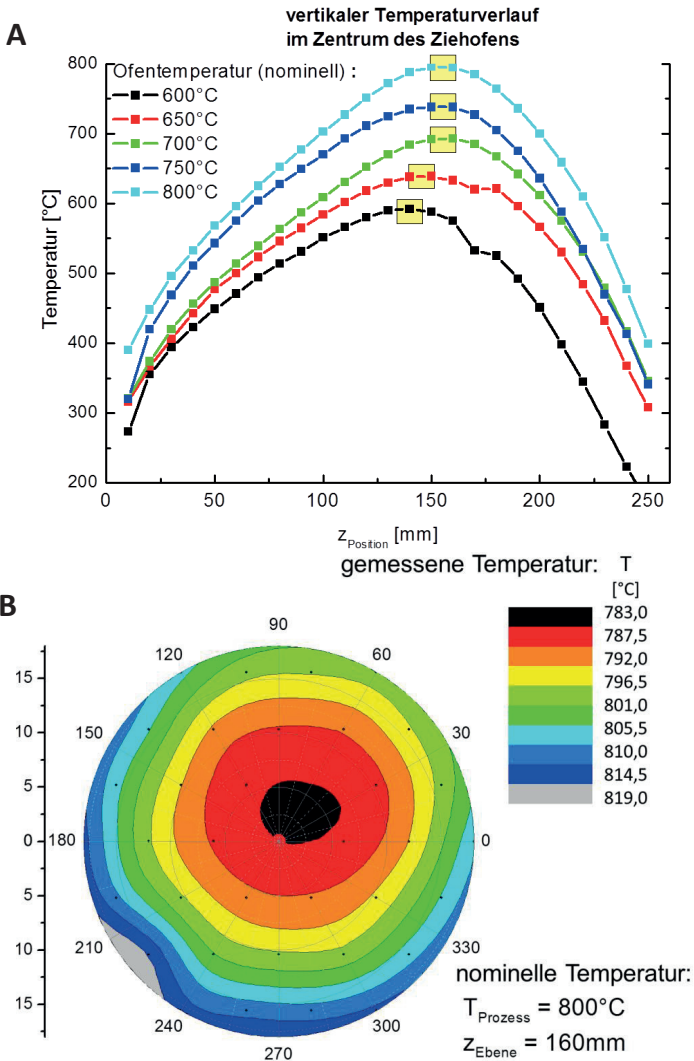 A
vertikaler Temperaturverlauf
im Zentrum des Ziehofens
Ofentemperatur (nominell) :
600°C
650°C
700°C
750°C
800°C
Temperatur [°C]
800
700
600
500
400
300
200
0 50 100 150 200 250
zPosition [mm]
B
gemessene Temperatur: T
[°C]
783,0
787,5
792,0
796,5
801,0
805,5
810,0
814,5
819,0
15
10
5
0
5
10
15
90
120 60
150 30
180 0
210 330
240 300
270
nominelle Temperatur:
TProzess = 800°C
zEbene = 160mm